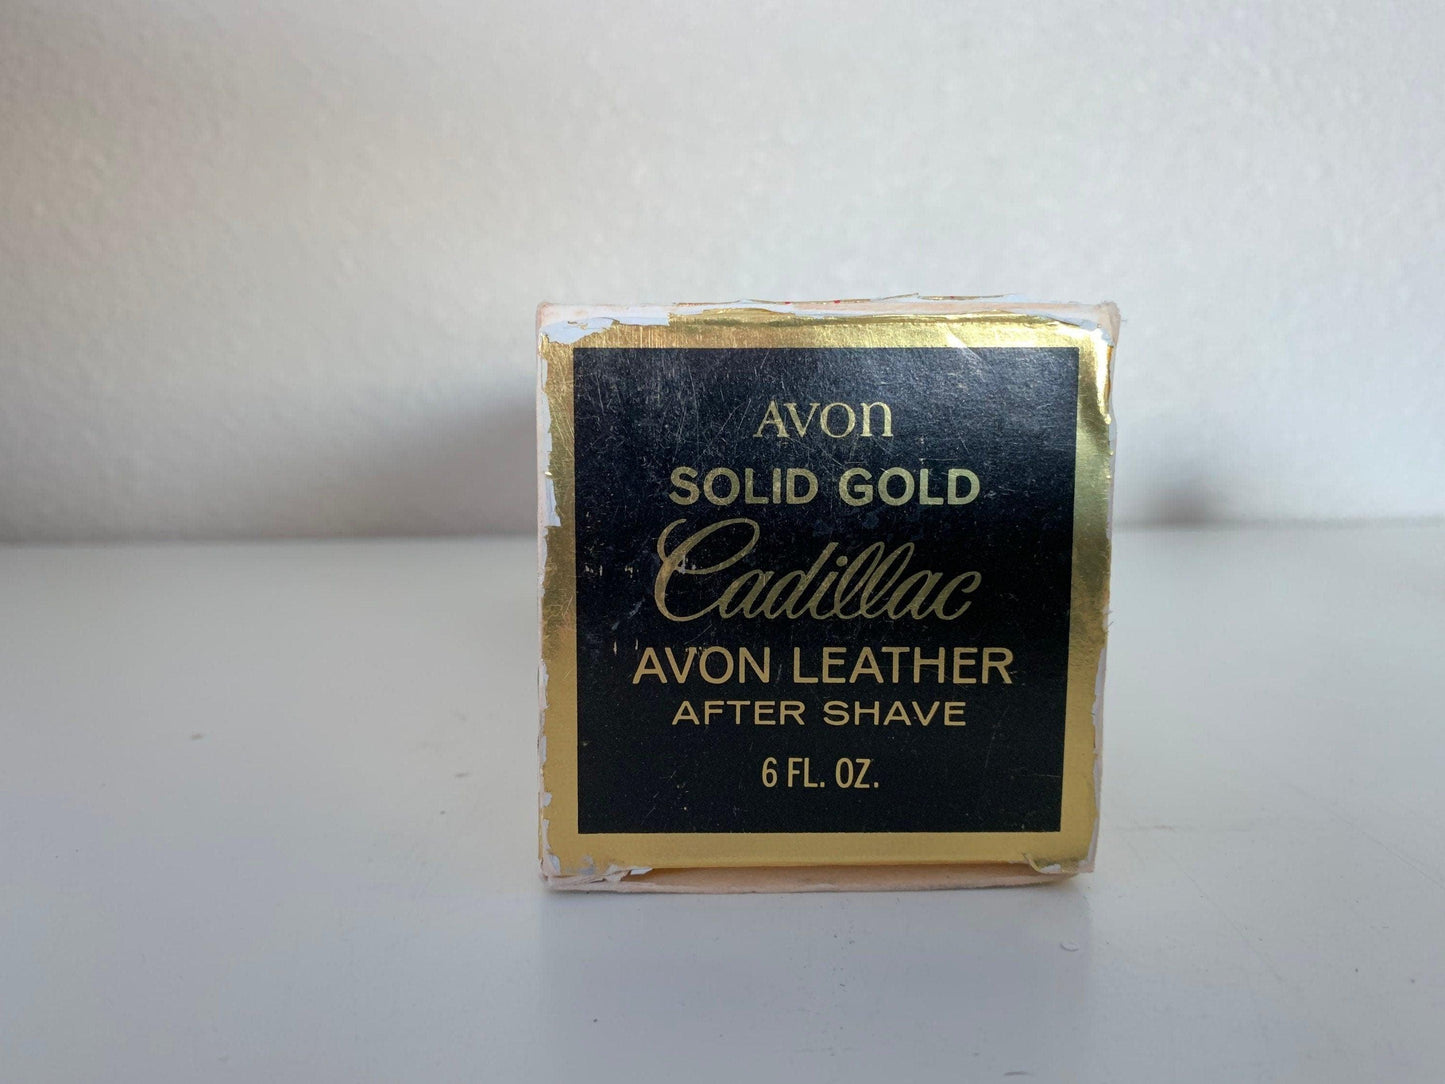 AVON
SOLID GOLD
Cadillac
AVON LEATHER
AFTER SHAVE
6 FL. OZ.